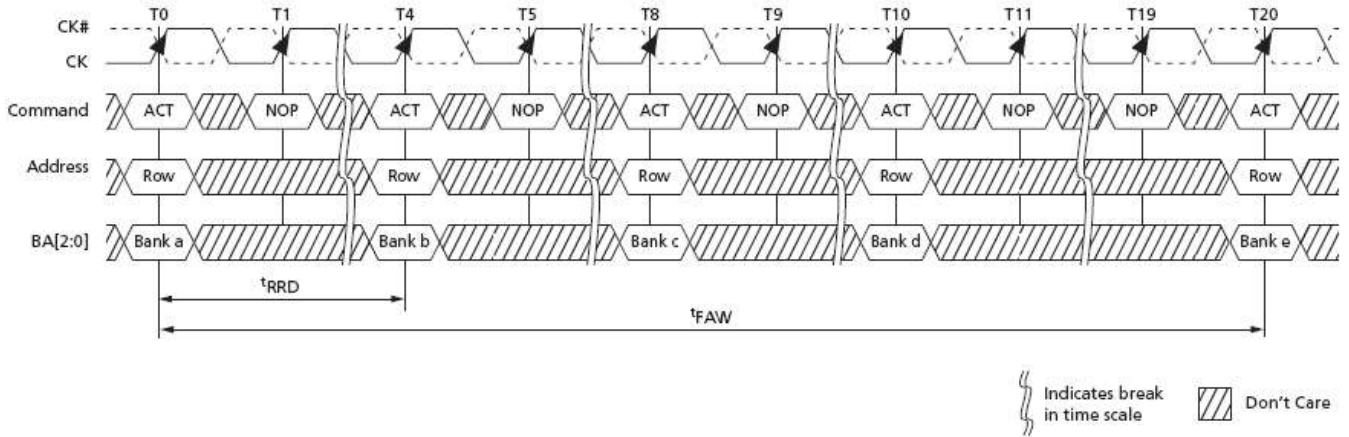 T0 T1 T4 T5 T8 T9 T10 T11 T19 T20
CK#
CK
Command ACT NOP ACT NOP ACT NOP ACT NOP NOP ACT
Address Row Row Row Row Row
BA[2:0] Bank a Bank b Bank c Bank d Bank e
tRRD
tFAW
Indicates break
in time scale
Don't Care